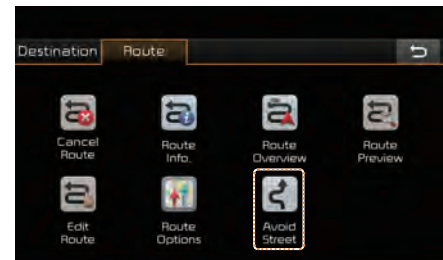 Destination
Route
Cancel
Route
Route
Info.
Route
Overview
Route
Preview
Edit
Route
Route
Options
Avoid
Street